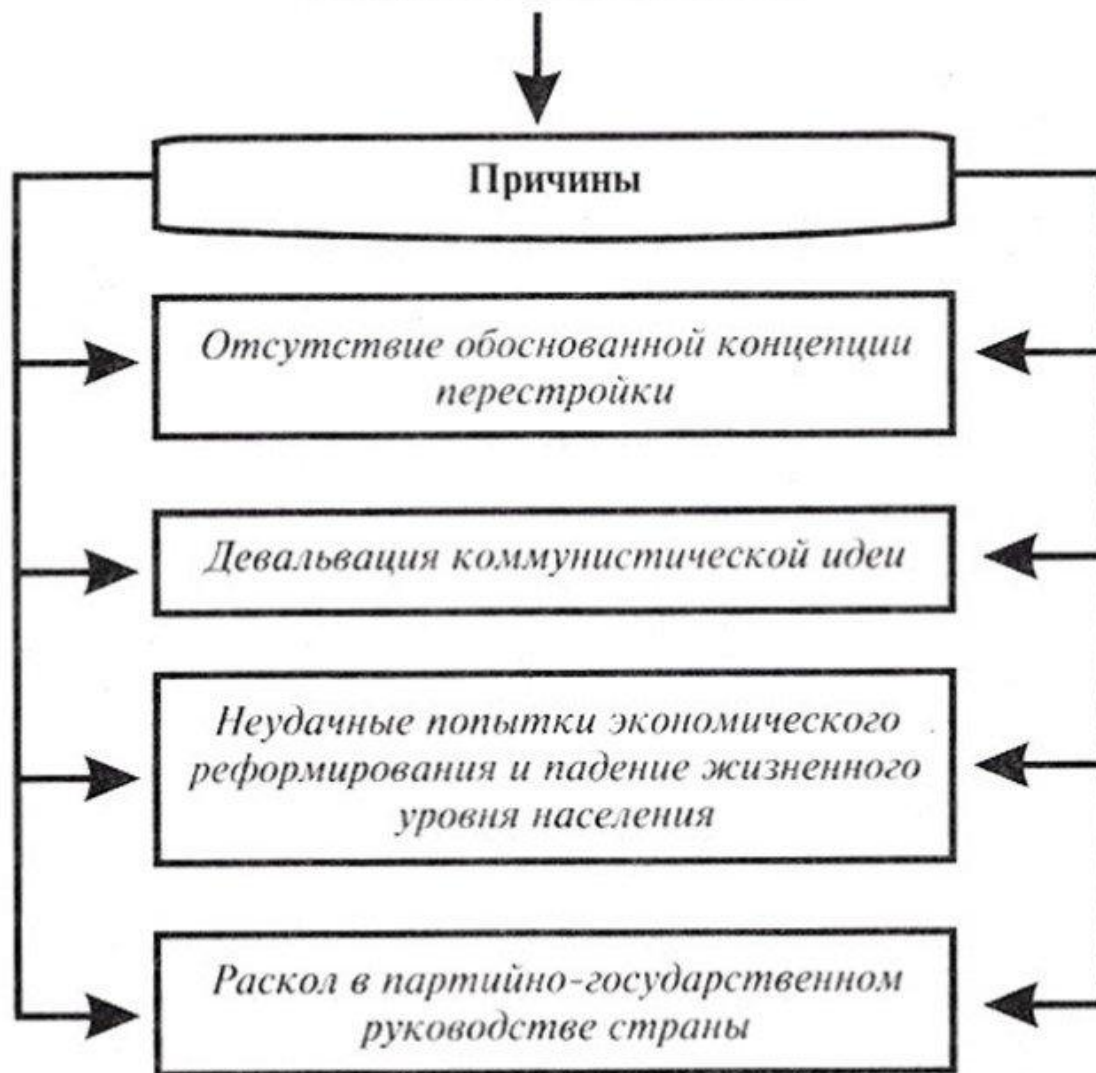 Причины
Отсутствие обоснованной концепции
перестройки
Девальвация коммунистической идеи
Неудачные попытки экономического
реформирования и падение жизненного
уровня населения
Раскол в партийно-государственном
руководстве страны